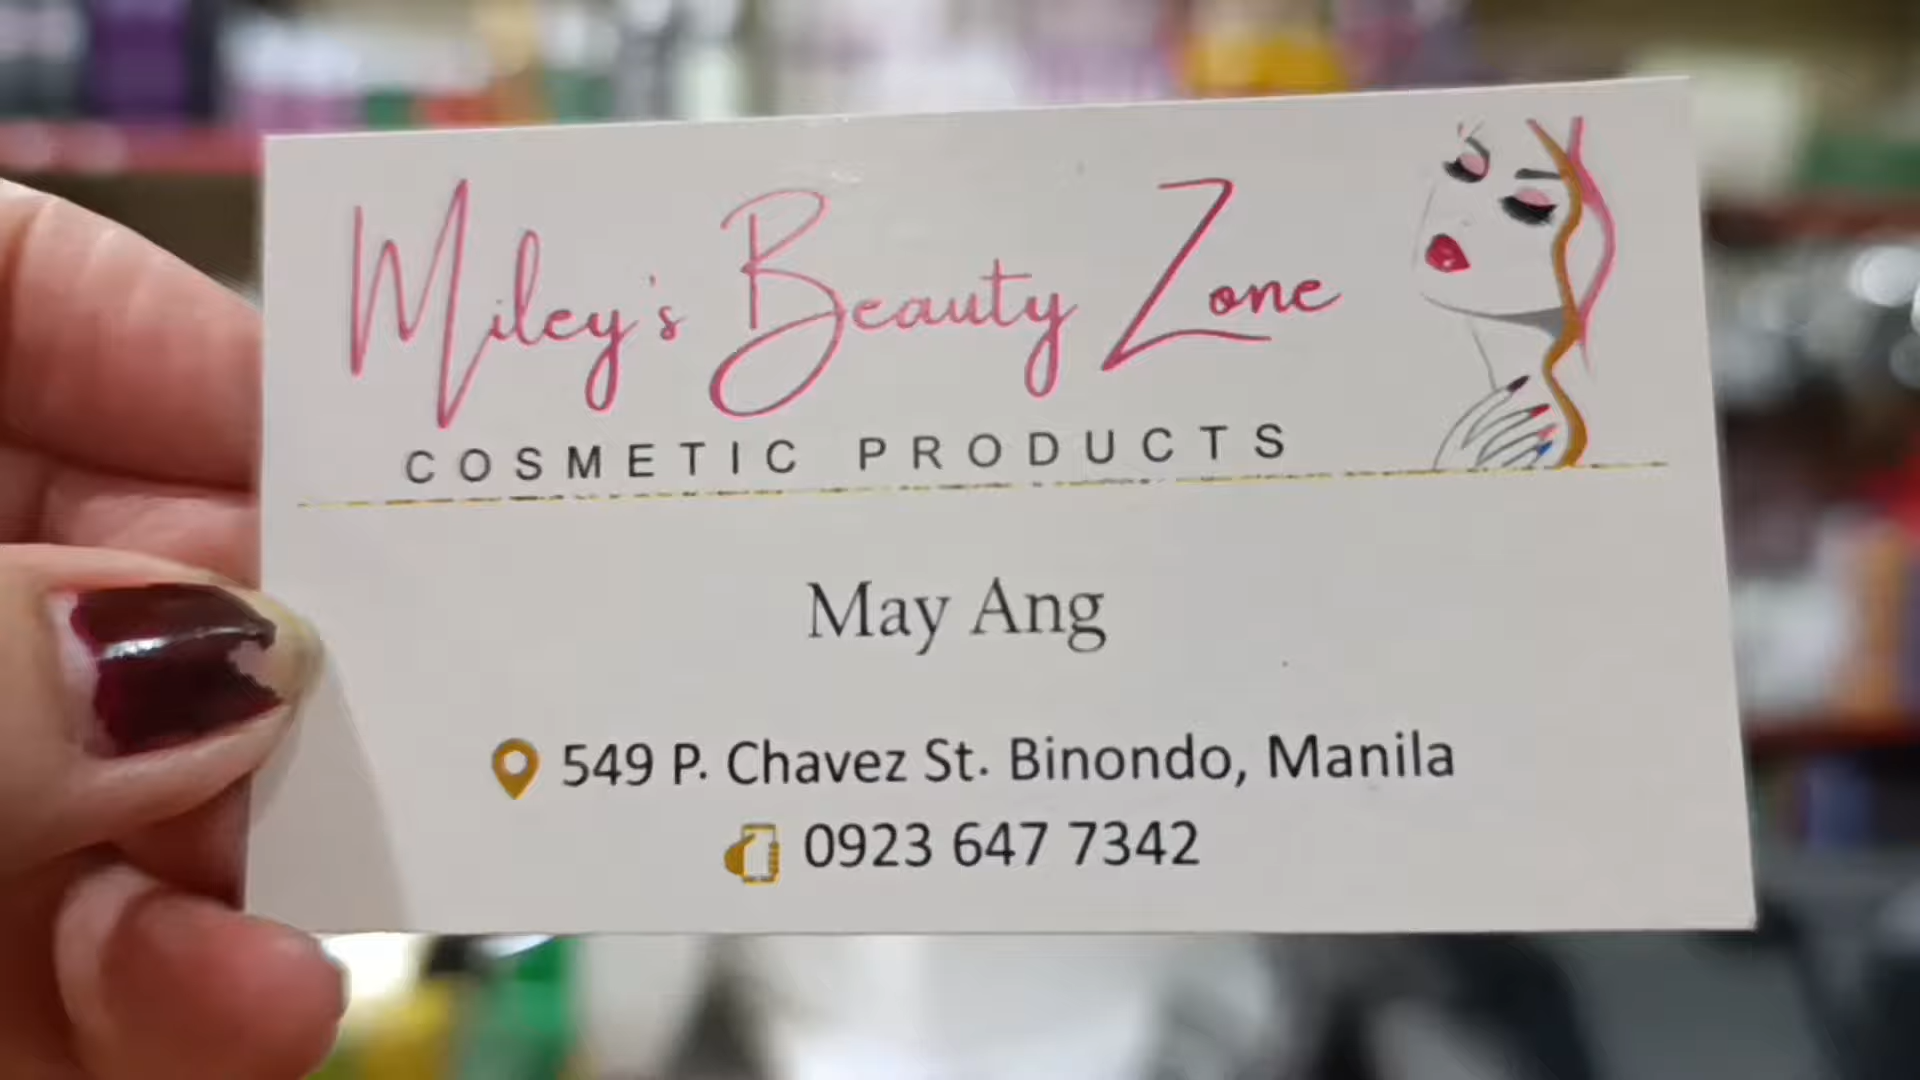 Miley's Beauty Zone
COSMETIC PRODUCTS
May Ang
549 P. Chavez St. Binondo, Manila
0923 647 7342